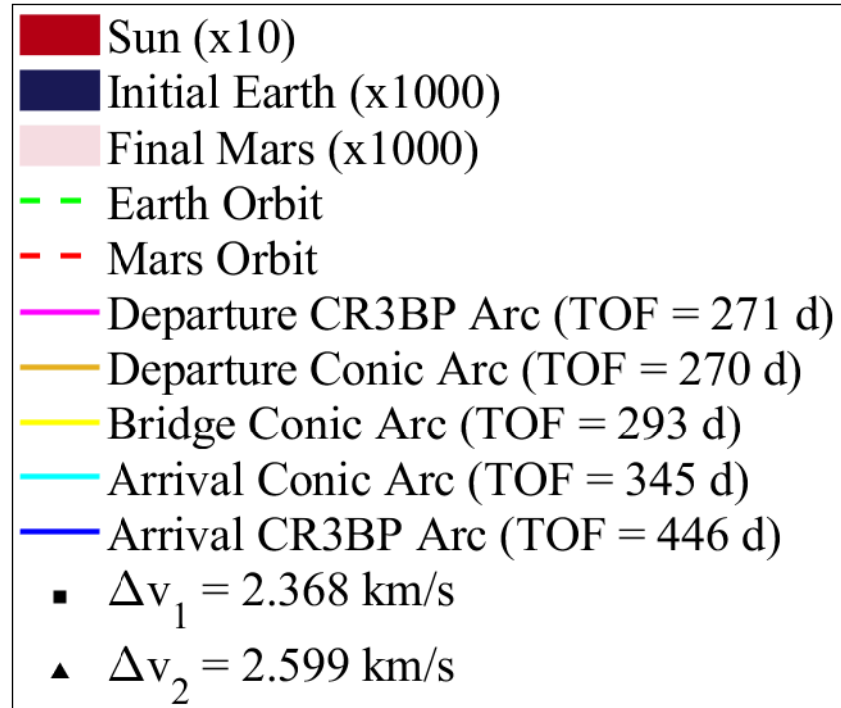 Sun (x10)
Initial Earth (x1000)
Final Mars (x1000)
Earth Orbit
Mars Orbit
Departure CR3BP Arc (TOF = 271 d)
Departure Conic Arc (TOF = 270 d)
Bridge Conic Arc (TOF = 293 d)
Arrival Conic Arc (TOF = 345 d)
Arrival CR3BP Arc (TOF = 446 d)
Δv₁ = 2.368 km/s
Δv₂ = 2.599 km/s